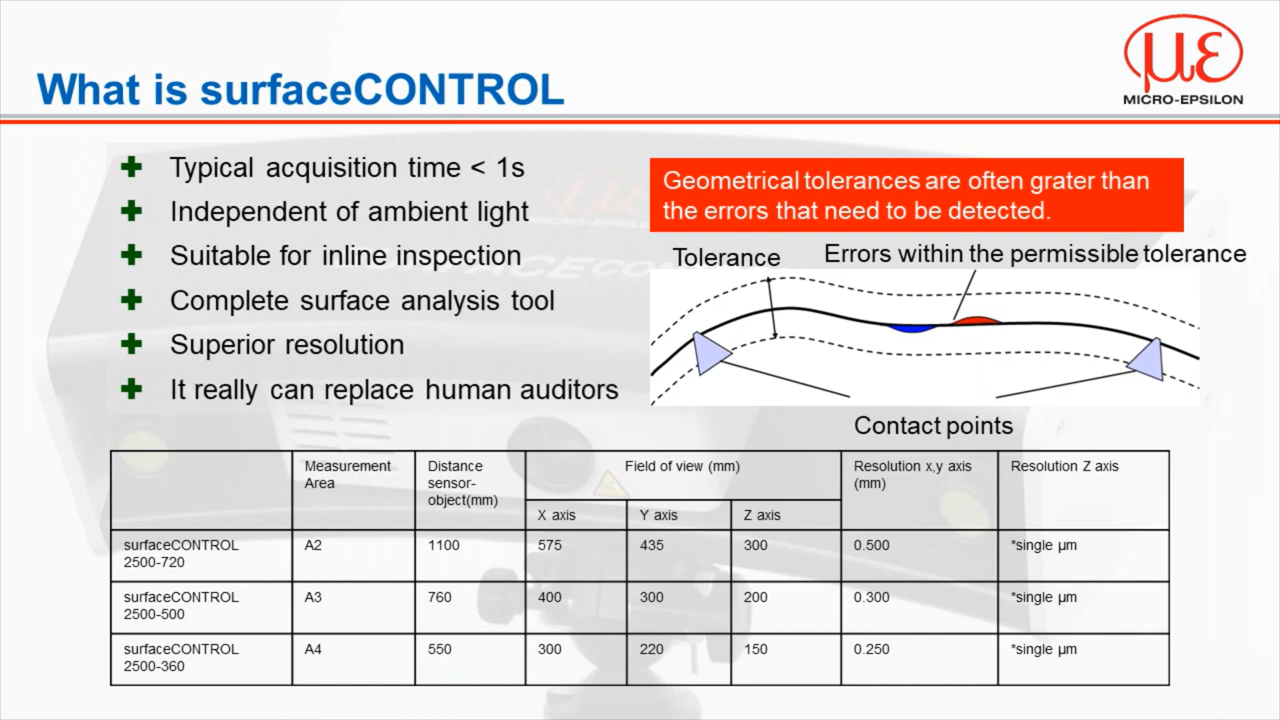 What is surfaceCONTROL
με
MICRO-EPSILON
Typical acquisition time < 1s
Independent of ambient light
Suitable for inline inspection
Complete surface analysis tool
Superior resolution
It really can replace human auditors
Geometrical tolerances are often grater than
the errors that need to be detected.
Tolerance
Errors within the permissible tolerance
Contact points
Measurement
Area
Distance
sensor-
object(mm)
Field of view (mm)
Resolution x,y axis
(mm)
Resolution Z axis
X axis
Y axis
Z axis
surfaceCONTROL
2500-720
A2
1100
575
435
300
0.500
*single µm
surfaceCONTROL
2500-500
A3
760
400
300
200
0.300
*single µm
surfaceCONTROL
2500-360
A4
550
300
220
150
0.250
*single µm